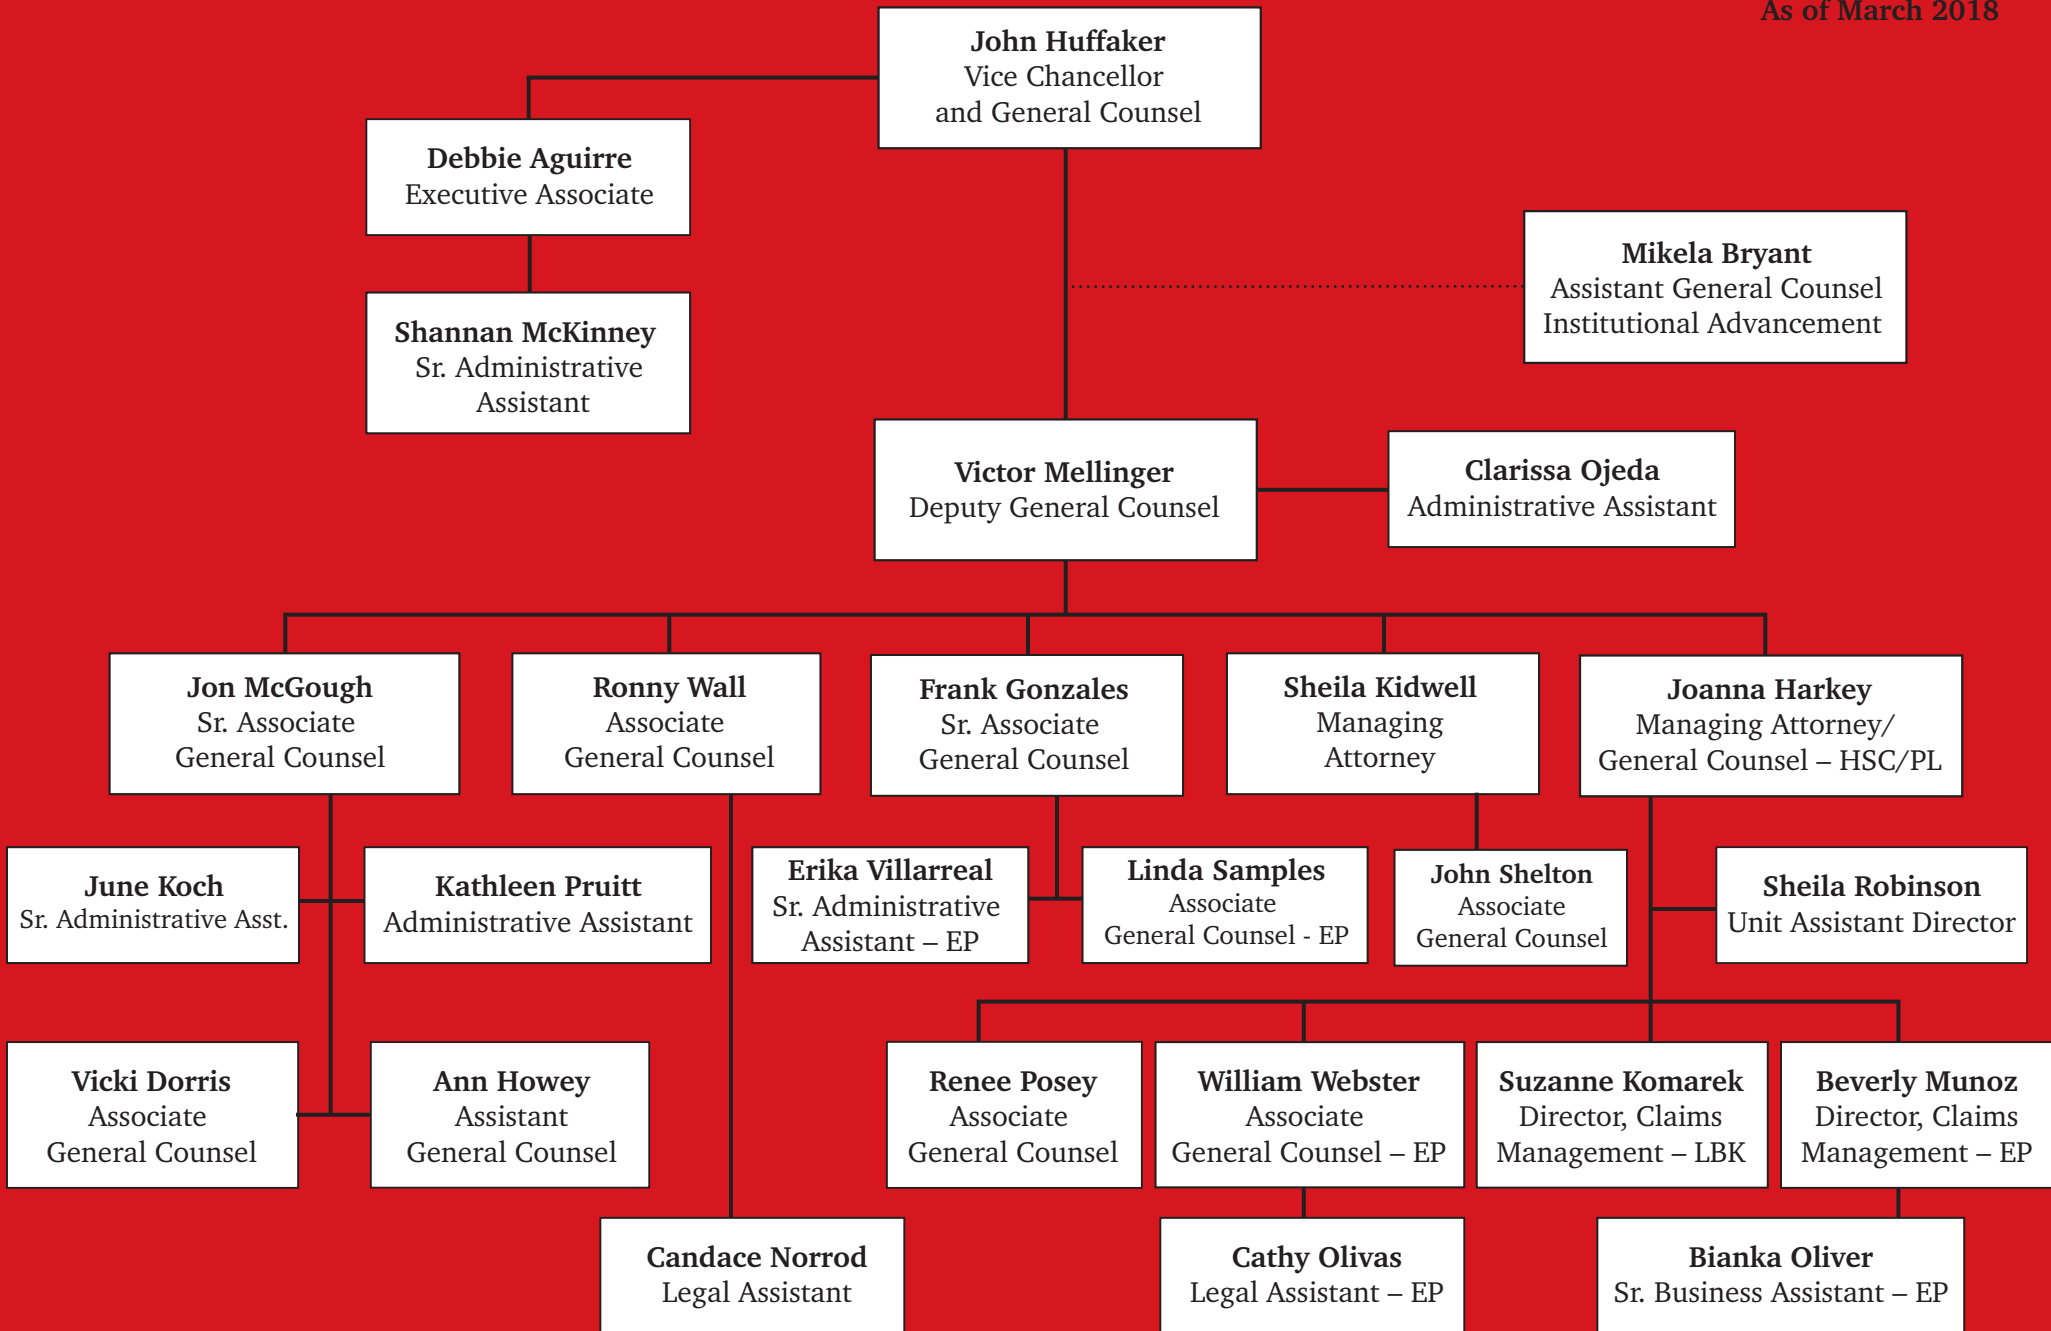 As of March 2018
John Huffaker
Vice Chancellor
and General Counsel
Debbie Aguirre
Executive Associate
Mikela Bryant
Assistant General Counsel
Institutional Advancement
Shannan McKinney
Sr. Administrative
Assistant
Victor Mellinger
Deputy General Counsel
Clarissa Ojeda
Administrative Assistant
Jon McGough
Sr. Associate
General Counsel
Ronny Wall
Associate
General Counsel
Frank Gonzales
Sr. Associate
General Counsel
Sheila Kidwell
Managing
Attorney
Joanna Harkey
Managing Attorney/
General Counsel – HSC/PL
June Koch
Sr. Administrative Asst.
Kathleen Pruitt
Administrative Assistant
Erika Villarreal
Sr. Administrative
Assistant – EP
Linda Samples
Associate
General Counsel - EP
John Shelton
Associate
General Counsel
Sheila Robinson
Unit Assistant Director
Vicki Dorris
Associate
General Counsel
Ann Howey
Assistant
General Counsel
Renee Posey
Associate
General Counsel
William Webster
Associate
General Counsel – EP
Suzanne Komarek
Director, Claims
Management – LBK
Beverly Munoz
Director, Claims
Management – EP
Candace Norrod
Legal Assistant
Cathy Olivas
Legal Assistant – EP
Bianka Oliver
Sr. Business Assistant – EP